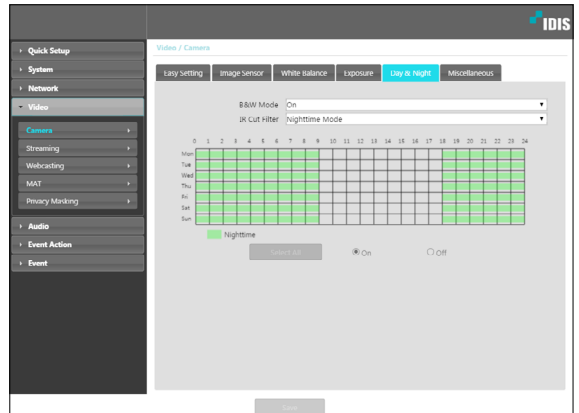 IDIS
Quick Setup
System
Network
Video
Camera
Streaming
Webcasting
MAT
Privacy Masking
Audio
Event Action
Event
Video / Camera
Easy Setting Image Sensor White Balance Exposure Day & Night Miscellaneous
B&W Mode On
IR Cut Filter Nighttime Mode
0 1 2 3 4 5 6 7 8 9 10 11 12 13 14 15 16 17 18 19 20 21 22 23 24
Mon
Tue
Wed
Thu
Fri
Sat
Sun
Nighttime
Select All On Off
Save